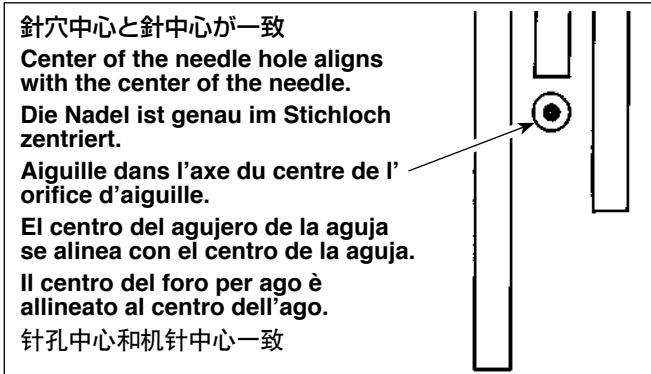 針穴中心と針中心が一致
Center of the needle hole aligns
with the center of the needle.
Die Nadel ist genau im Stichloch
zentriert.
Aiguille dans l'axe du centre de l'
orifice d'aiguille.
El centro del agujero de la aguja
se alinea con el centro de la aguja.
Il centro del foro per ago è
allineato al centro dell'ago.
针孔中心和机针中心一致